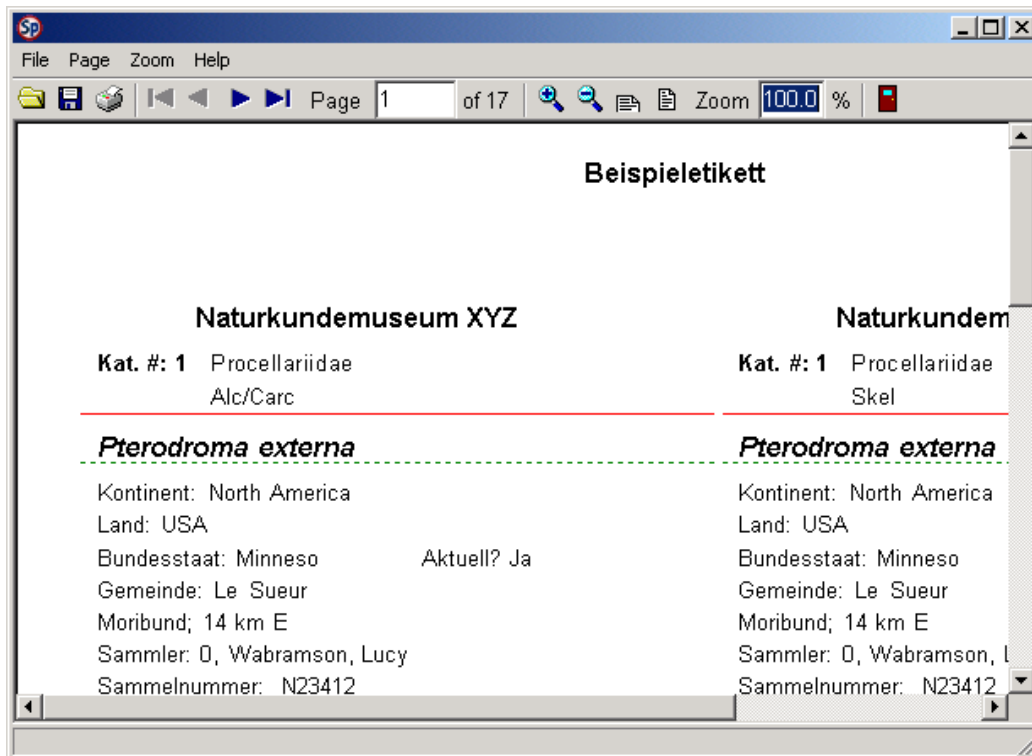 Sp
File Page Zoom Help
Page 1 of 17 Zoom 100.0 %
Beispieletikett
Naturkundemuseum XYZ
Kat. #: 1 Procellariidae
Alc/Carc
Pterodroma externa
Kontinent: North America
Land: USA
Bundesstaat: Minneso Aktuell? Ja
Gemeinde: Le Sueur
Moribund; 14 km E
Sammler: 0, Wabramson, Lucy
Sammelnummer: N23412
Naturkundem
Kat. #: 1 Procellariidae
Skel
Pterodroma externa
Kontinent: North America
Land: USA
Bundesstaat: Minneso
Gemeinde: Le Sueur
Moribund; 14 km E
Sammler: 0, Wabramson, L
Sammelnummer: N23412